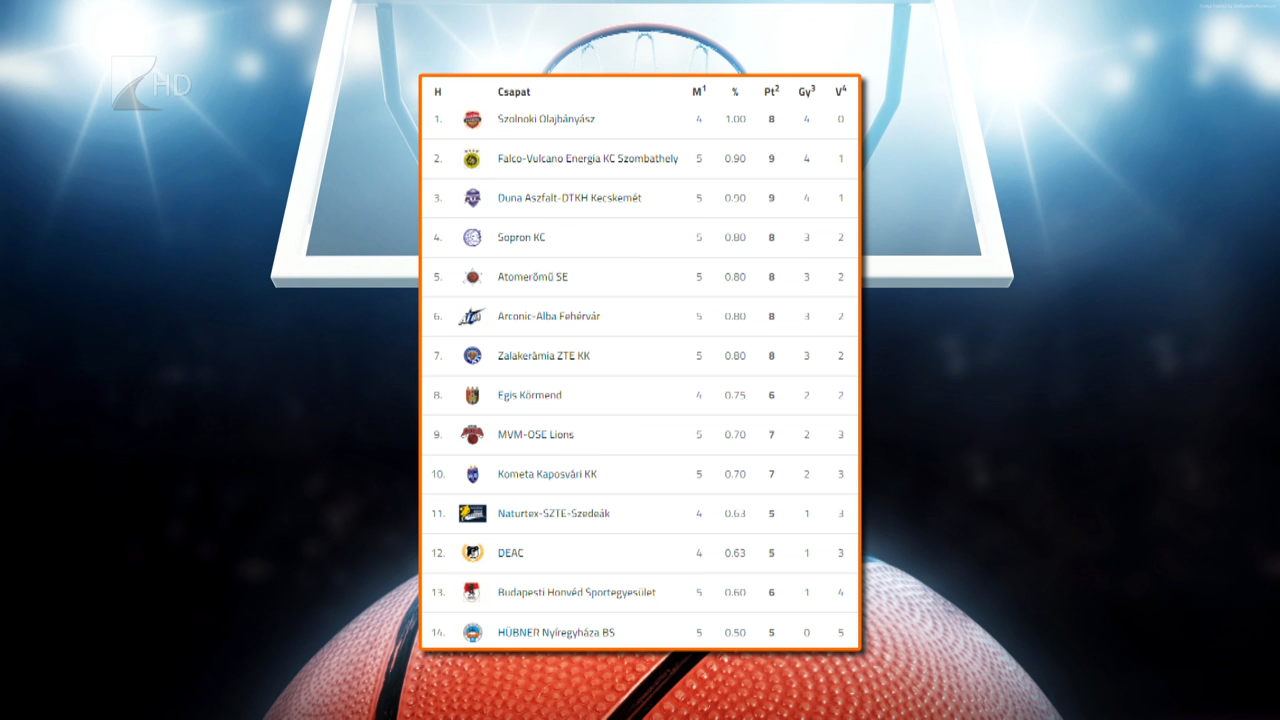 HD
H Csapat M¹ % Pt² Gy³ V⁴
1. Szolnoki Olajbányász 4 1.00 8 4 0
2. Falco-Vulcano Energia KC Szombathely 5 0.90 9 4 1
3. Duna Aszfalt-DTKH Kecskemét 5 0.90 9 4 1
4. Sopron KC 5 0.80 8 3 2
5. Atomerőmű SE 5 0.80 8 3 2
6. Arconic-Alba Fehérvár 5 0.80 8 3 2
7. Zalakerámia ZTE KK 5 0.80 8 3 2
8. Egis Körmend 4 0.75 6 2 2
9. MVM-OSE Lions 5 0.70 7 2 3
10. Kometa Kaposvári KK 5 0.70 7 2 3
11. Naturtex-SZTE-Szedeák 4 0.63 5 1 3
12. DEAC 4 0.63 5 1 3
13. Budapesti Honvéd Sportegyesület 5 0.60 6 1 4
14. HÜBNER Nyíregyháza BS 5 0.50 5 0 5